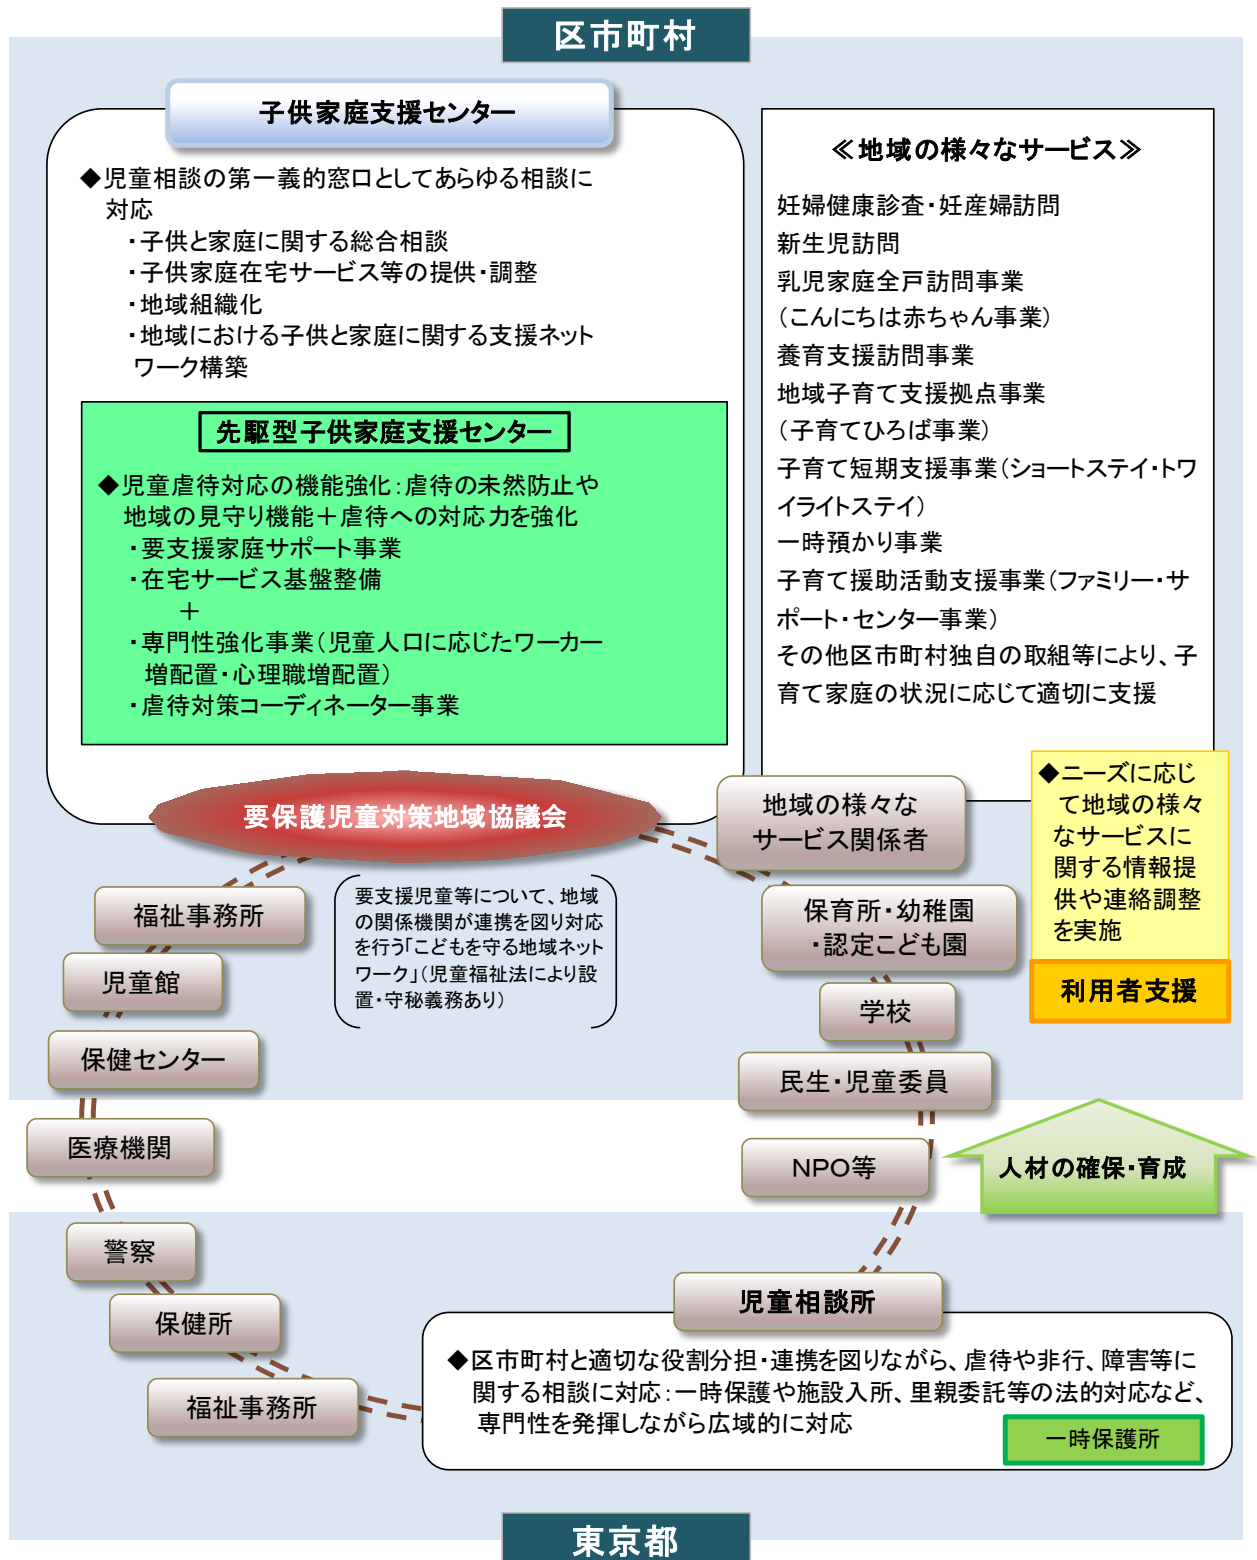 区市町村
子供家庭支援センター
◆児童相談の第一義的窓口としてあらゆる相談に
対応
・子供と家庭に関する総合相談
・子供家庭在宅サービス等の提供・調整
・地域組織化
・地域における子供と家庭に関する支援ネット
ワーク構築
先駆型子供家庭支援センター
◆児童虐待対応の機能強化：虐待の未然防止や
地域の見守り機能＋虐待への対応力を強化
・要支援家庭サポート事業
・在宅サービス基盤整備
＋
・専門性強化事業（児童人口に応じたワーカー
増配置・心理職増配置）
・虐待対策コーディネーター事業
≪地域の様々なサービス≫
妊婦健康診査・妊産婦訪問
新生児訪問
乳児家庭全戸訪問事業
（こんにちは赤ちゃん事業）
養育支援訪問事業
地域子育て支援拠点事業
（子育てひろば事業）
子育て短期支援事業（ショートステイ・トワ
イライトステイ）
一時預かり事業
子育て援助活動支援事業（ファミリー・サ
ポート・センター事業）
その他区市町村独自の取組等により、子
育て家庭の状況に応じて適切に支援
◆ニーズに応じ
て地域の様々
なサービスに
関する情報提
供や連絡調整
を実施
利用者支援
要保護児童対策地域協議会
要支援児童等について、地域
の関係機関が連携を図り対応
を行う「こどもを守る地域ネット
ワーク」（児童福祉法により設
置・守秘義務あり）
地域の様々な
サービス関係者
保育所・幼稚園
・認定こども園
学校
民生・児童委員
NPO等
福祉事務所
児童館
保健センター
医療機関
警察
保健所
福祉事務所
人材の確保・育成
児童相談所
◆区市町村と適切な役割分担・連携を図りながら、虐待や非行、障害等に
関する相談に対応：一時保護や施設入所、里親委託等の法的対応など、
専門性を発揮しながら広域的に対応
一時保護所
東京都